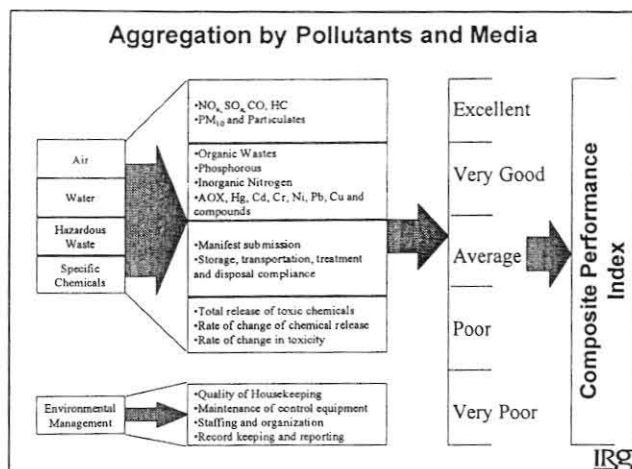 Aggregation by Pollutants and Media
Air
Water
Hazardous
Waste
Specific
Chemicals
Environmental
Management
•NOx, SOx, CO, HC
•PM10 and Particulates
•Organic Wastes
•Phosphorous
•Inorganic Nitrogen
•AOX, Hg, Cd, Cr, Ni, Pb, Cu and
compounds
•Manifest submission
•Storage, transportation, treatment
and disposal compliance
•Total release of toxic chemicals
•Rate of change of chemical release
•Rate of change in toxicity
•Quality of Housekeeping
•Maintenance of control equipment
•Staffing and organization
•Record keeping and reporting
Excellent
Very Good
Average
Poor
Very Poor
Composite Performance
Index
IRg